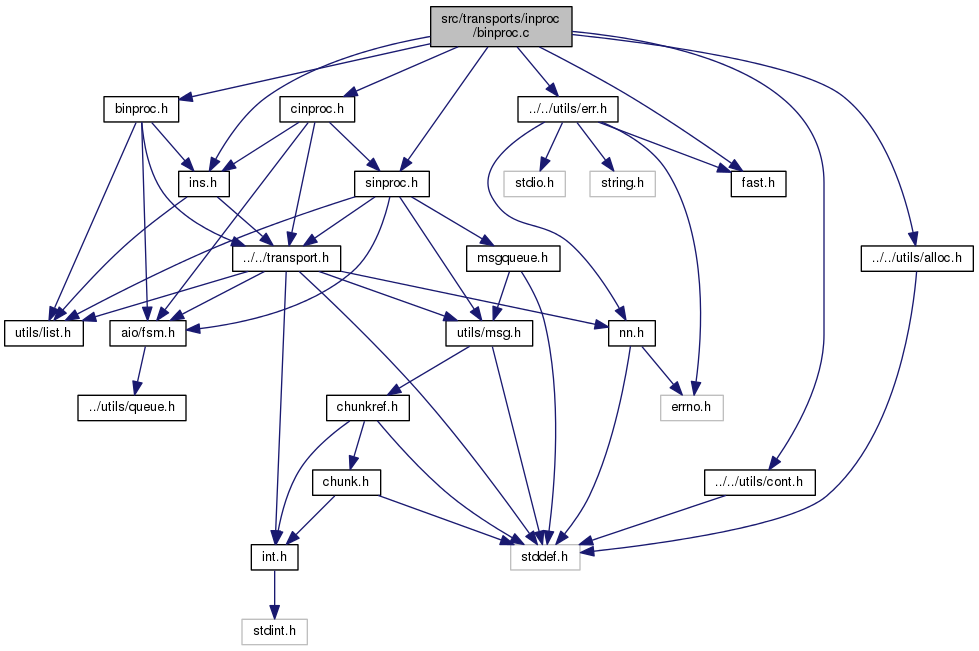 src/transports/inproc
/binproc.c
binproc.h
cinproc.h
../../utils/err.h
ins.h
sinproc.h
stdio.h
string.h
fast.h
../../transport.h
msgqueue.h
../../utils/alloc.h
utils/list.h
aio/fsm.h
utils/msg.h
nn.h
../utils/queue.h
chunkref.h
errno.h
chunk.h
../../utils/cont.h
int.h
stddef.h
stdint.h